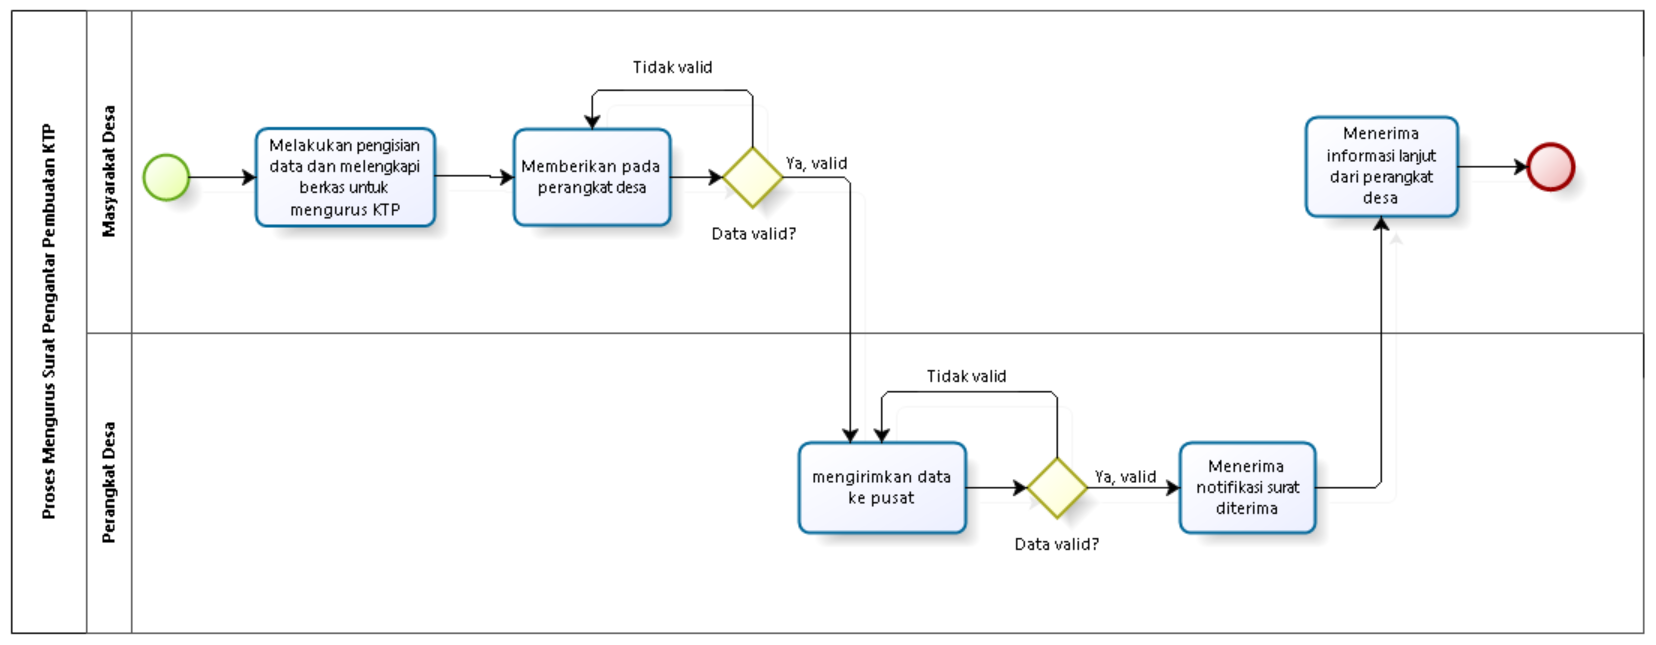 Proses Mengurus Surat Pengantar Pembuatan KTP
Masyarakat Desa
Melakukan pengisian
data dan melengkapi
berkas untuk
mengurus KTP
Memberikan pada
perangkat desa
Tidak valid
Ya, valid
Data valid?
Menerima
informasi lanjut
dari perangkat
desa
Perangkat Desa
mengirimkan data
ke pusat
Tidak valid
Ya, valid
Data valid?
Menerima
notifikasi surat
diterima